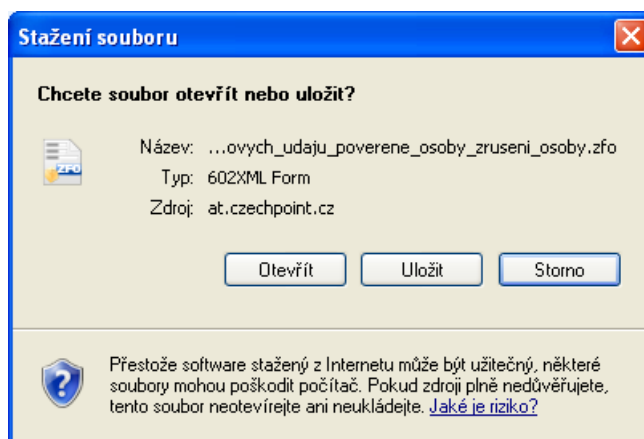 Stažení souboru
Chcete soubor otevřít nebo uložit?
ZFO
Název: ...ovych_udaju_poverene_osoby_zruseni_osoby.zfo
Typ: 602XML Form
Zdroj: at.czechpoint.cz
Otevřít Uložit Storno
Přestože software stažený z Internetu může být užitečný, některé
soubory mohou poškodit počítač. Pokud zdroji plně nedůvěřujete,
tento soubor neotevírejte ani neukládejte. Jaké je riziko?